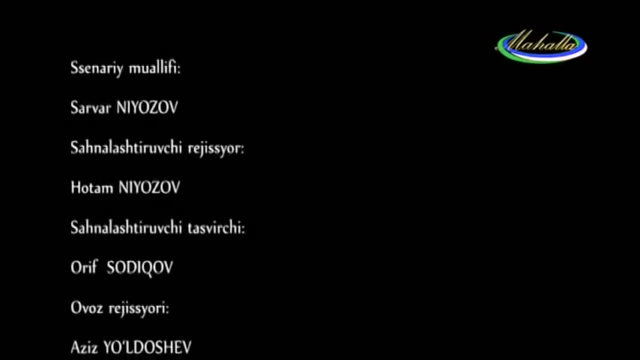 Mahalla
Ssenariy muallifi:
Sarvar NIYOZOV
Sahnalashtiruvchi rejissyor:
Hotam NIYOZOV
Sahnalashtiruvchi tasvirchi:
Orif SODIQOV
Ovoz rejissyori:
Aziz YO'LDOSHEV